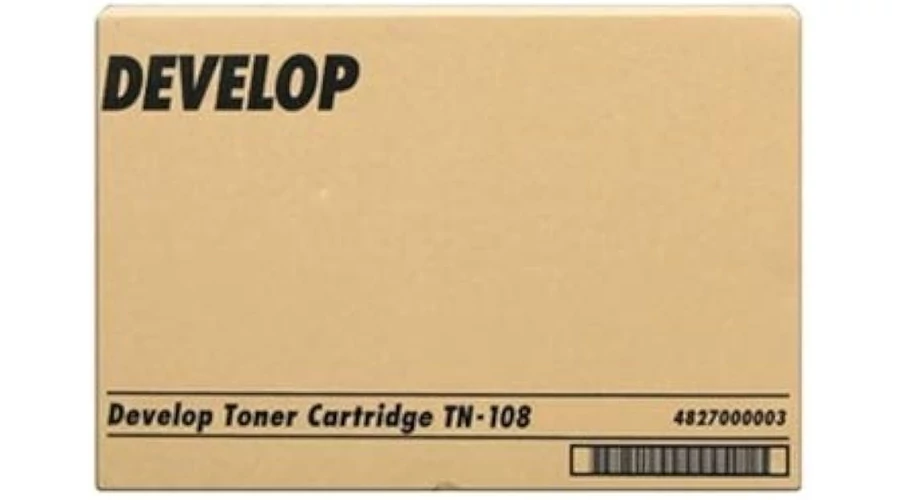 DEVELOP
Develop Toner Cartridge TN-108
4827000003